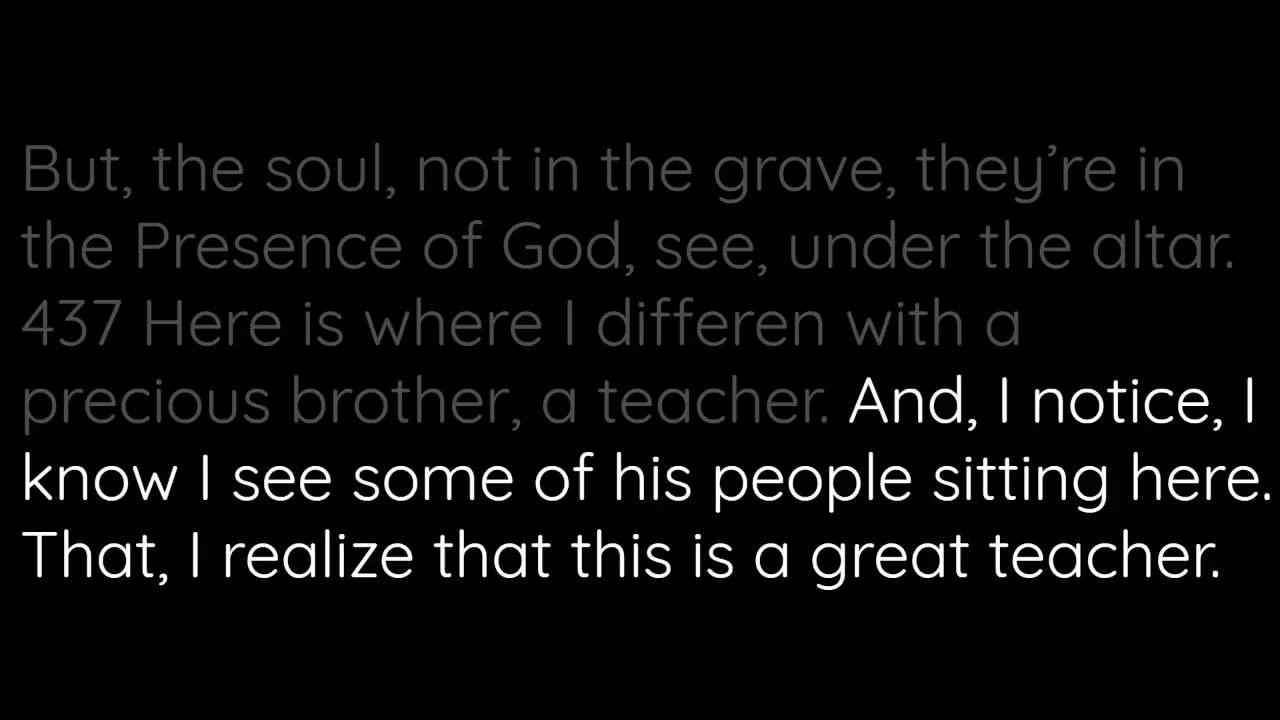 But, the soul, not in the grave, they’re in
the Presence of God, see, under the altar.
437 Here is where I differen with a
precious brother, a teacher. And, I notice, I
know I see some of his people sitting here.
That, I realize that this is a great teacher.